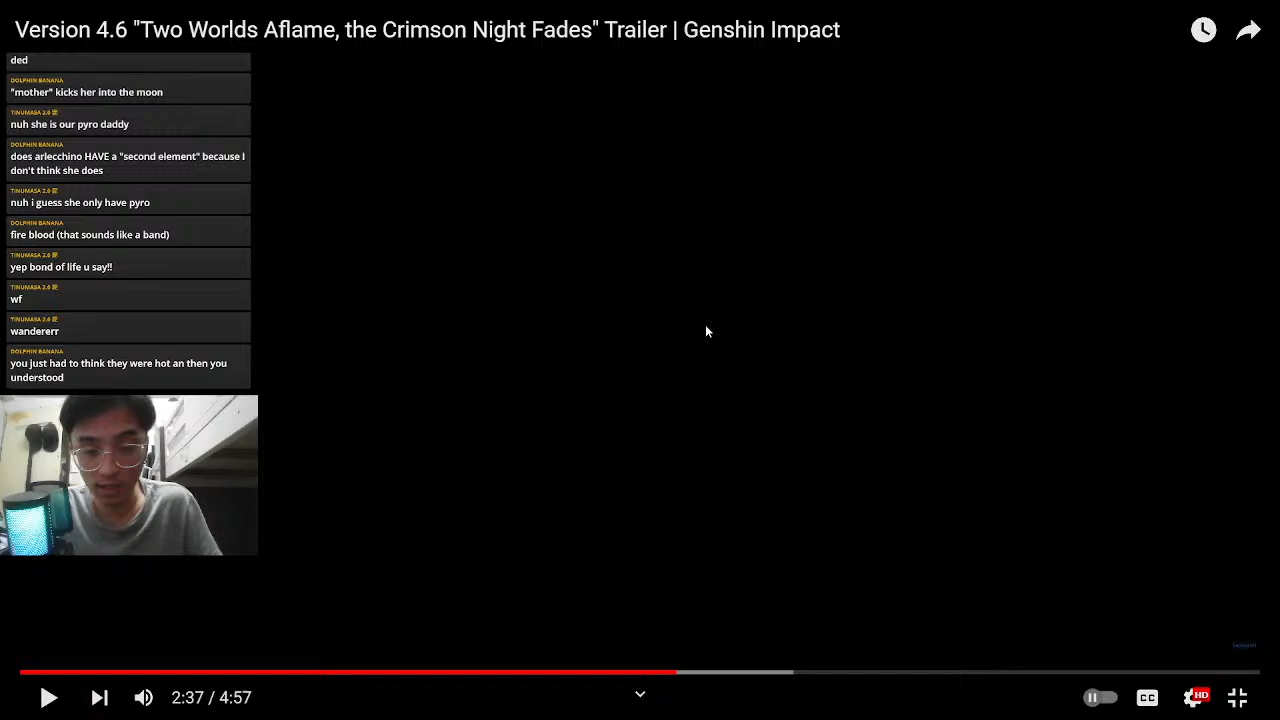 Version 4.6 "Two Worlds Aflame, the Crimson Night Fades" Trailer | Genshin Impact
ded
DOLPHIN BANANA
"mother" kicks her into the moon
TINUMASA 2.0
nuh she is our pyro daddy
DOLPHIN BANANA
does arlecchino HAVE a "second element" because I
don't think she does
TINUMASA 2.0
nuh i guess she only have pyro
DOLPHIN BANANA
fire blood (that sounds like a band)
TINUMASA 2.0
yep bond of life u say!!
TINUMASA 2.0
wf
TINUMASA 2.0
wandererr
DOLPHIN BANANA
you just had to think they were hot an then you
understood
2:37 / 4:57
CC
HD